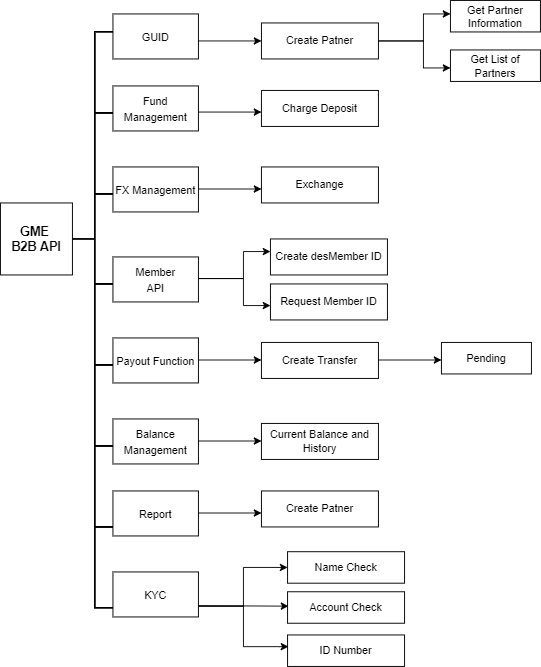 GUID
Create Patner
Get Partner
Information
Get List of
Partners
Fund
Management
Charge Deposit
FX Management
Exchange
GME
B2B API
Member
API
Create desMember ID
Request Member ID
Payout Function
Create Transfer
Pending
Balance
Management
Current Balance and
History
Report
Create Patner
KYC
Name Check
Account Check
ID Number